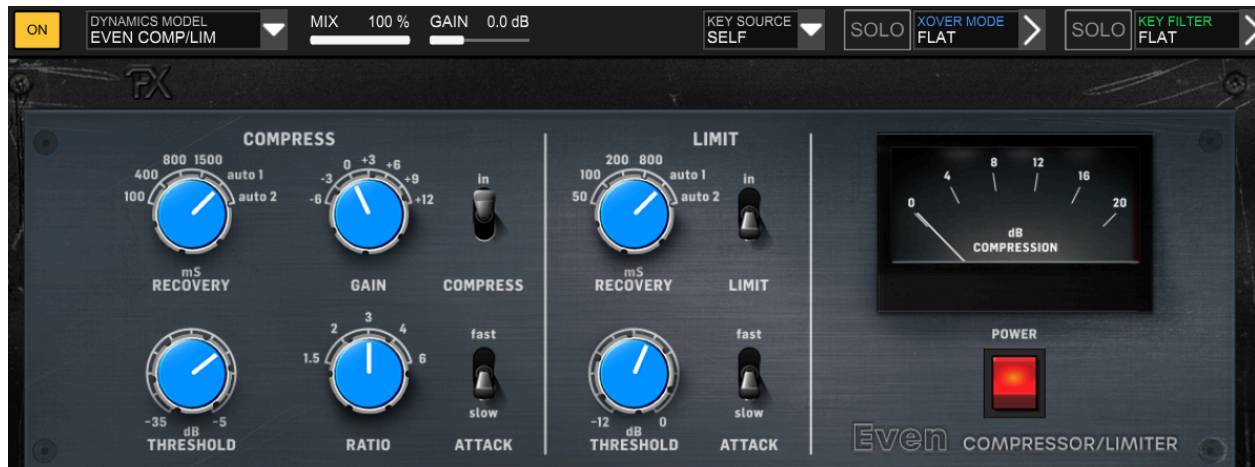 ON
DYNAMICS MODEL
EVEN COMP/LIM
MIX 100 %
GAIN 0.0 dB
KEY SOURCE
SELF
SOLO
XOVER MODE
FLAT
SOLO
KEY FILTER
FLAT
FX
COMPRESS
100 400 800 1500 auto 1 auto 2
mS
RECOVERY
-6 -3 0 +3 +6 +9 +12
GAIN
in
COMPRESS
-35 -5
dB
THRESHOLD
1.5 2 3 4 6
RATIO
fast
slow
ATTACK
LIMIT
50 100 200 800 auto 1 auto 2
mS
RECOVERY
in
LIMIT
-12 0
dB
THRESHOLD
fast
slow
ATTACK
0 4 8 12 16 20
dB
COMPRESSION
POWER
Even COMPRESSOR/LIMITER